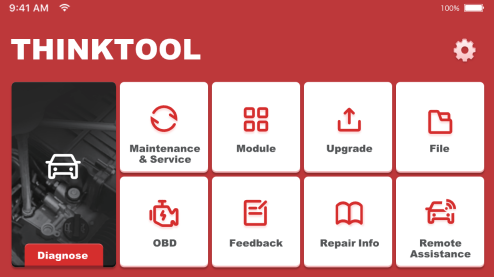 9:41 AM
100%
THINKTOOL
Maintenance
& Service
Module
Upgrade
File
Diagnose
OBD
Feedback
Repair Info
Remote
Assistance